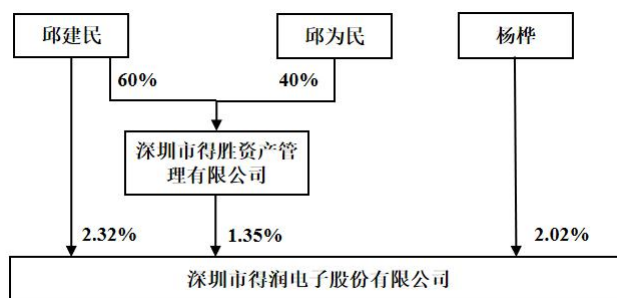 邱建民
邱为民
杨桦
60%
40%
深圳市得胜资产管
理有限公司
2.32%
1.35%
2.02%
深圳市得润电子股份有限公司